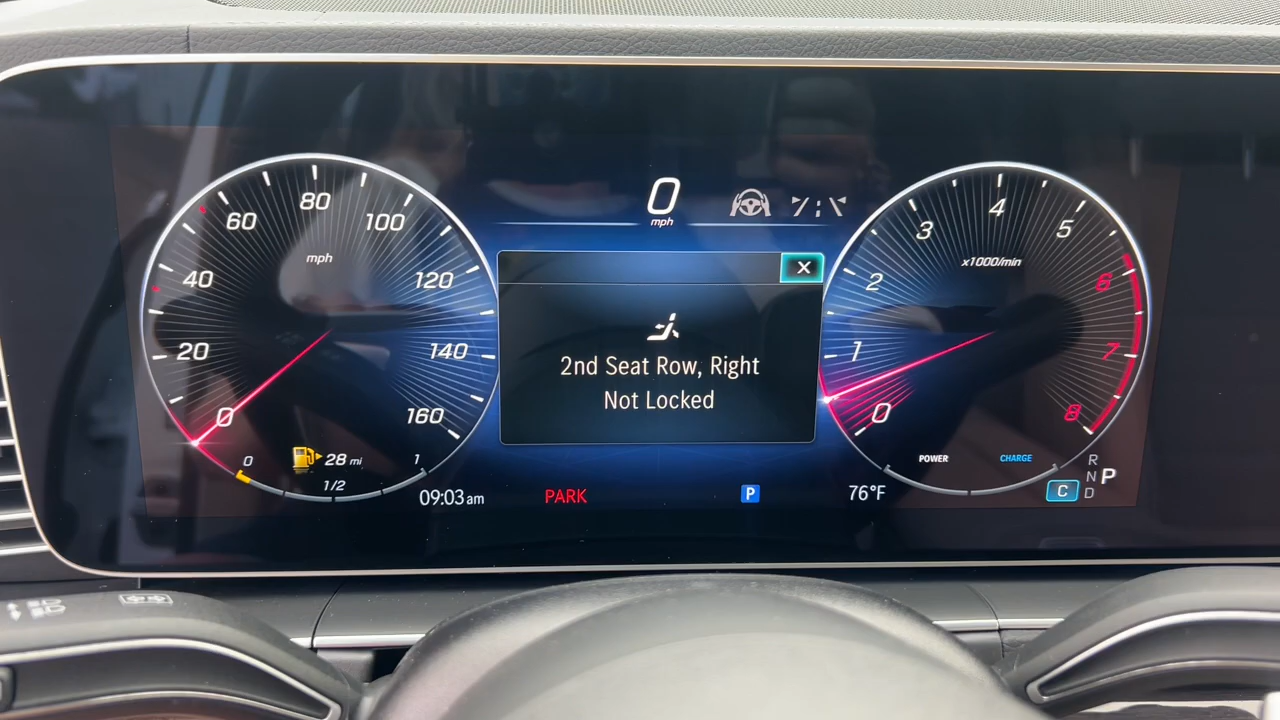 0
mph
20
40
60
80
100
120
140
160
0
mph
0
28 mi
1/2
1
09:03 am
X
2nd Seat Row, Right
Not Locked
PARK
P
76°F
0
1
2
3
4
5
6
7
8
x1000/min
POWER
CHARGE
R
N
D
P
C